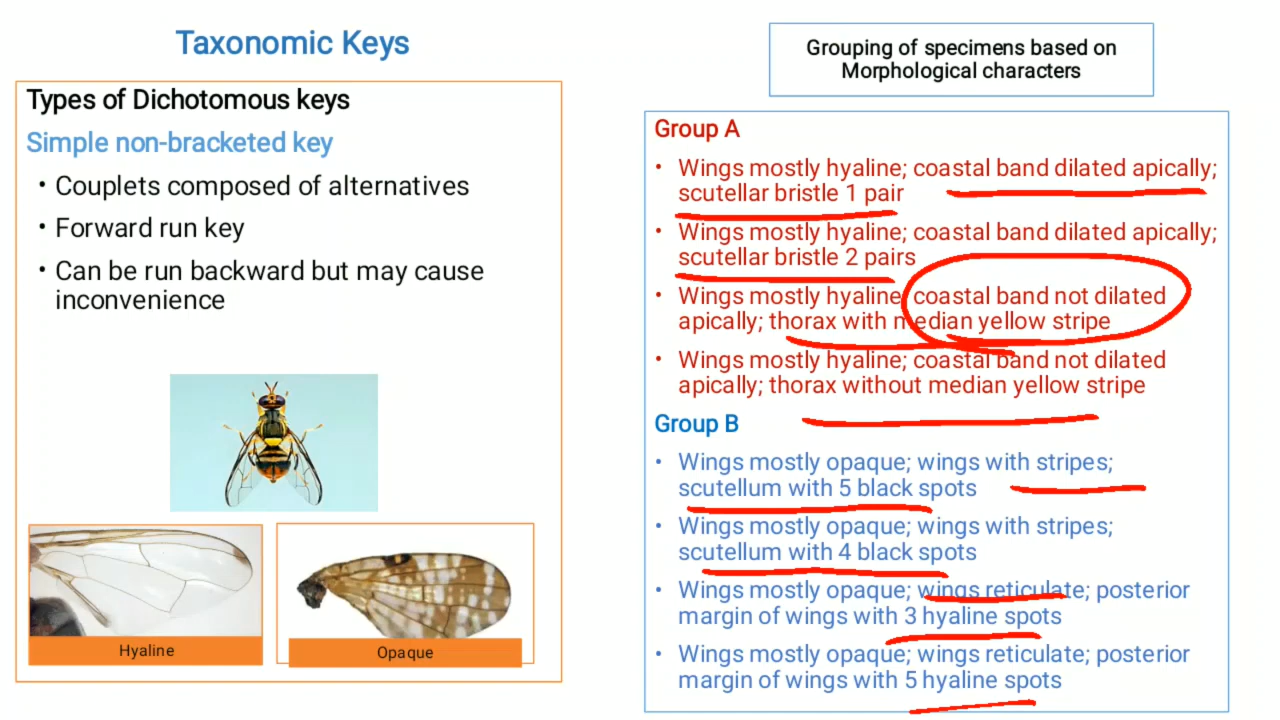 Taxonomic Keys
Types of Dichotomous keys
Simple non-bracketed key
• Couplets composed of alternatives
• Forward run key
• Can be run backward but may cause
inconvenience
Hyaline
Opaque
Grouping of specimens based on
Morphological characters
Group A
• Wings mostly hyaline; coastal band dilated apically;
scutellar bristle 1 pair
• Wings mostly hyaline; coastal band dilated apically;
scutellar bristle 2 pairs
• Wings mostly hyaline; coastal band not dilated
apically; thorax with median yellow stripe
• Wings mostly hyaline; coastal band not dilated
apically; thorax without median yellow stripe
Group B
• Wings mostly opaque; wings with stripes;
scutellum with 5 black spots
• Wings mostly opaque; wings with stripes;
scutellum with 4 black spots
• Wings mostly opaque; wings reticulate; posterior
margin of wings with 3 hyaline spots
• Wings mostly opaque; wings reticulate; posterior
margin of wings with 5 hyaline spots